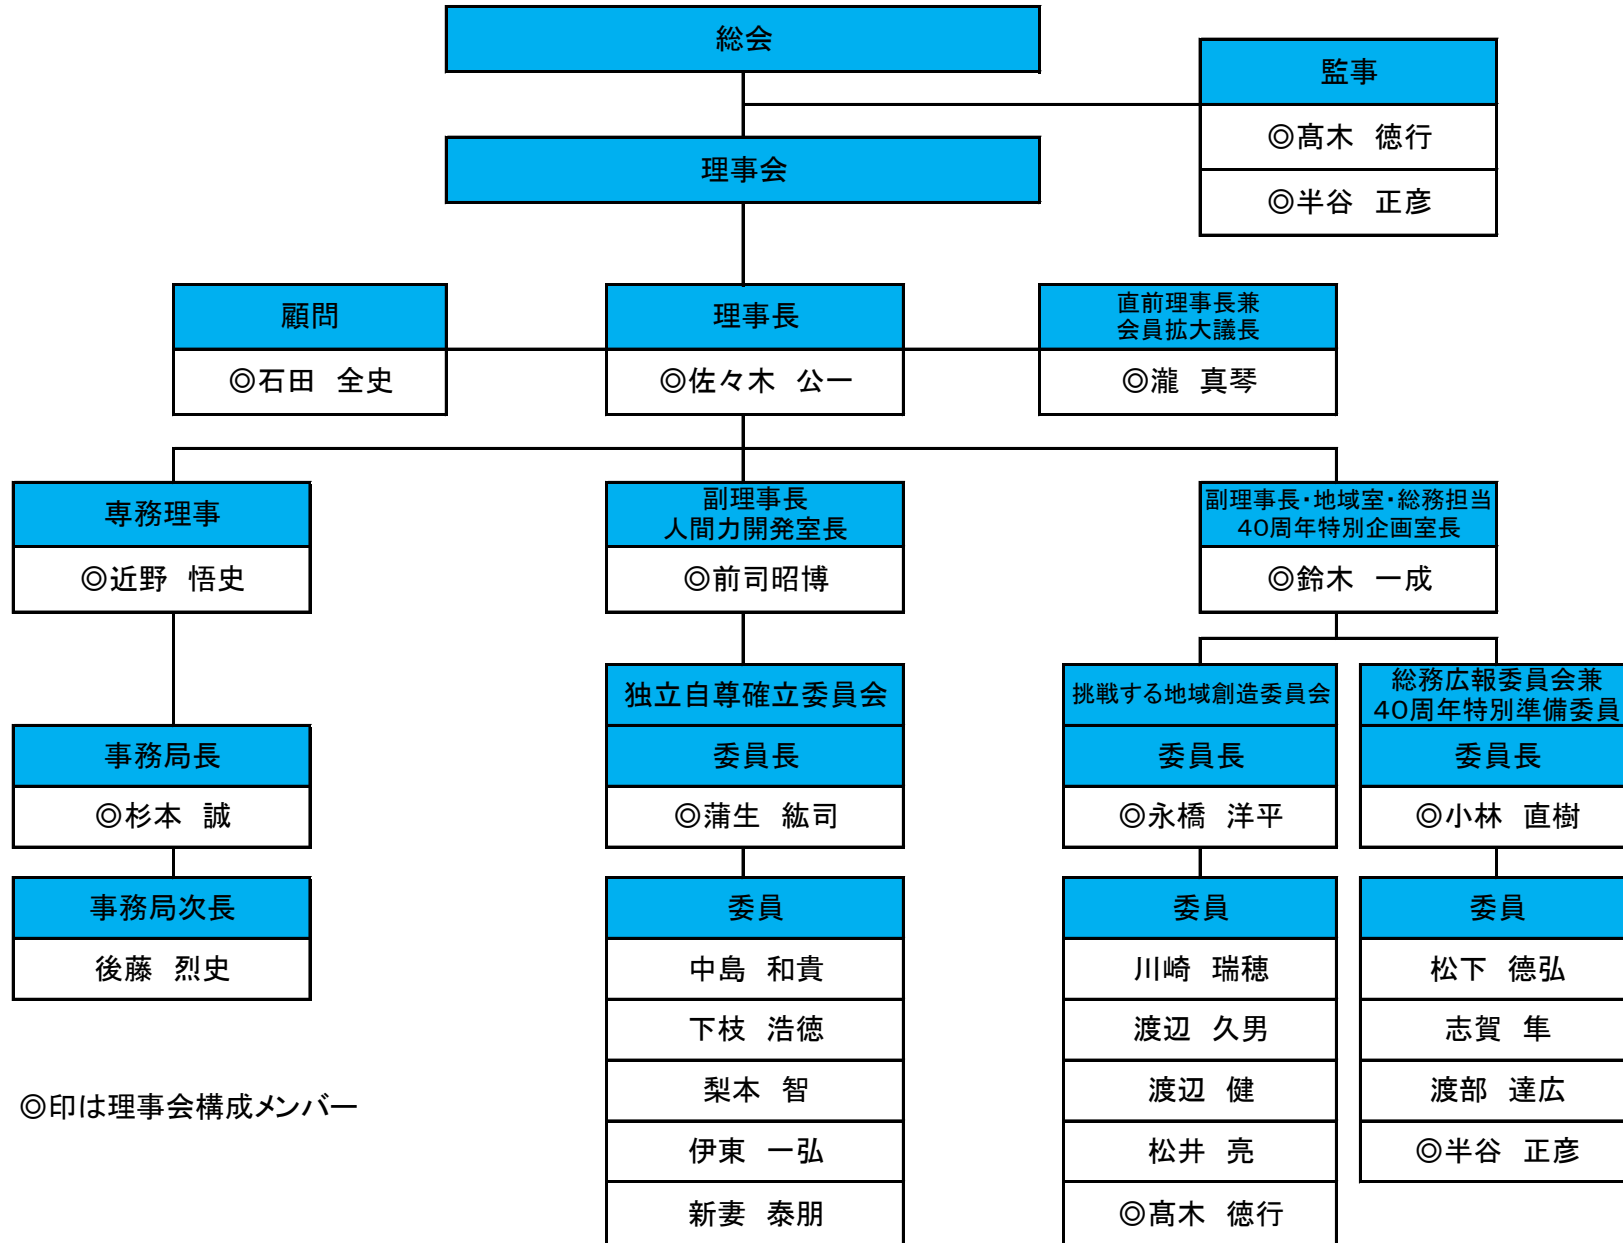 総会
監事
◎髙木　徳行
◎半谷　正彦
理事会
顧問
◎石田　全史
理事長
◎佐々木　公一
直前理事長兼
会員拡大議長
◎瀧　真琴
専務理事
◎近野　悟史
副理事長
人間力開発室長
◎前司昭博
副理事長・地域室・総務担当
40周年特別企画室長
◎鈴木　一成
事務局長
◎杉本　誠
事務局次長
後藤　烈史
独立自尊確立委員会
委員長
◎蒲生　紘司
委員
中島　和貴
下枝　浩徳
梨本　智
伊東　一弘
新妻　泰朋
挑戦する地域創造委員会
委員長
◎永橋　洋平
委員
川崎　瑞穂
渡辺　久男
渡辺　健
松井　亮
◎髙木　徳行
総務広報委員会兼
40周年特別準備委員
委員長
◎小林　直樹
委員
松下　德弘
志賀　隼
渡部　達広
◎半谷　正彦
◎印は理事会構成メンバー